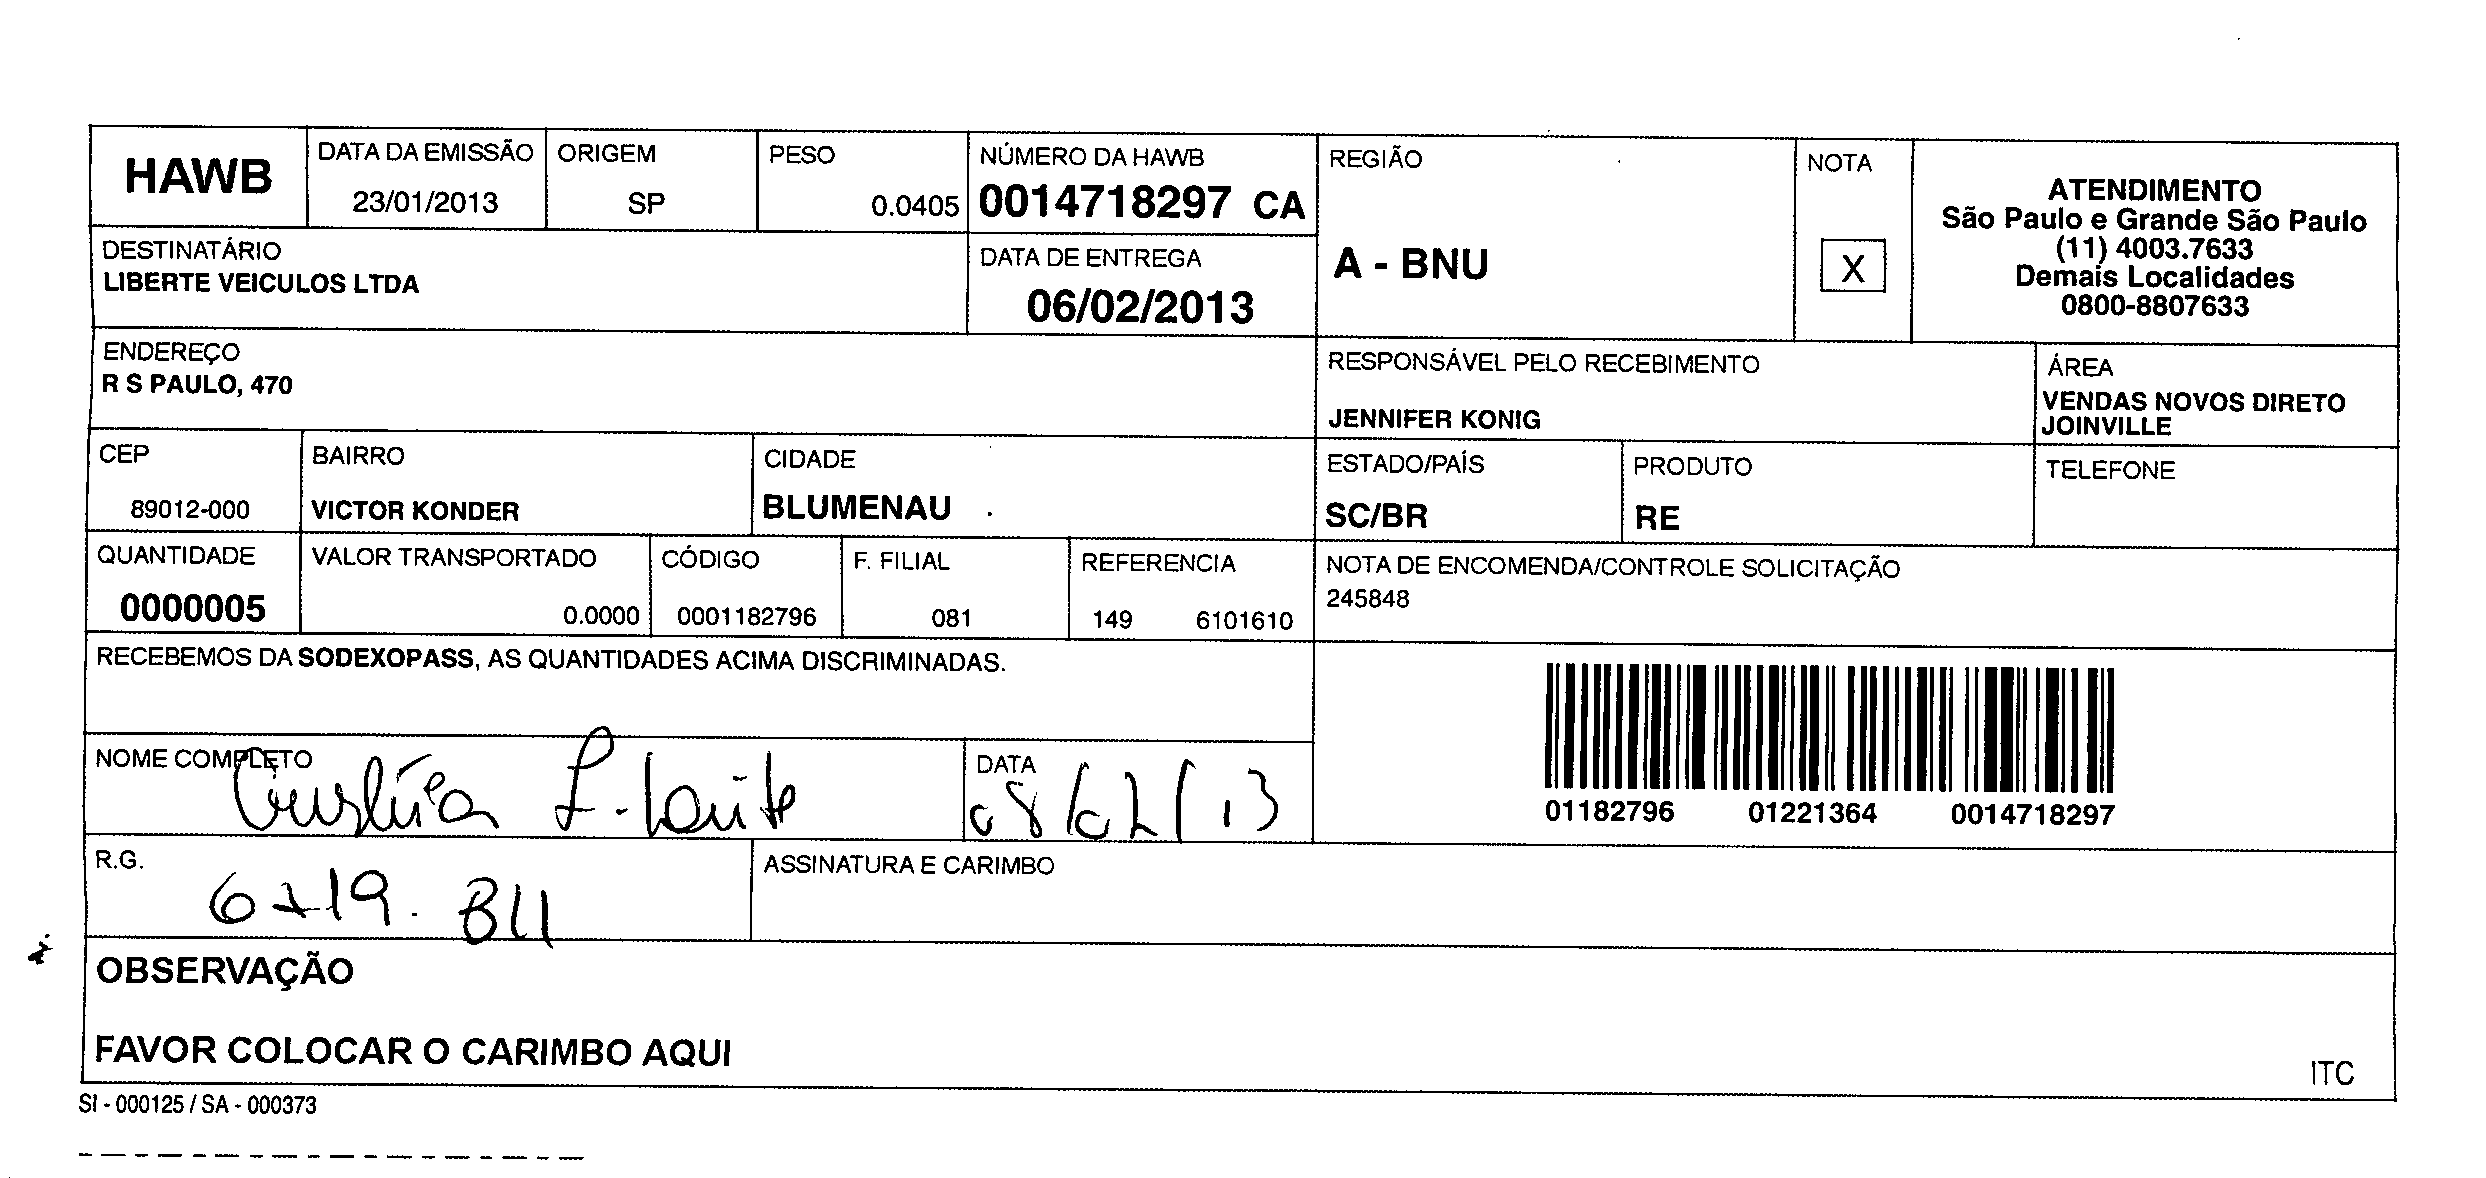 HAWB
DATA DA EMISSÃO
23/01/2013
ORIGEM
SP
PESO
0.0405
NÚMERO DA HAWB
0014718297 CA
REGIÃO
A - BNU
NOTA
X
ATENDIMENTO
São Paulo e Grande São Paulo
(11) 4003.7633
Demais Localidades
0800-8807633
DESTINATÁRIO
LIBERTE VEICULOS LTDA
DATA DE ENTREGA
06/02/2013
ENDEREÇO
R S PAULO, 470
RESPONSÁVEL PELO RECEBIMENTO
JENNIFER KONIG
ÁREA
VENDAS NOVOS DIRETO
JOINVILLE
CEP
89012-000
BAIRRO
VICTOR KONDER
CIDADE
BLUMENAU
ESTADO/PAÍS
SC/BR
PRODUTO
RE
TELEFONE
QUANTIDADE
0000005
VALOR TRANSPORTADO
0.0000
CÓDIGO
0001182796
F. FILIAL
081
REFERENCIA
149 6101610
NOTA DE ENCOMENDA/CONTROLE SOLICITAÇÃO
245848
RECEBEMOS DA SODEXOPASS, AS QUANTIDADES ACIMA DISCRIMINADAS.
01182796 01221364 0014718297
NOME COMPLETO
DATA
08/02/13
R.G.
ASSINATURA E CARIMBO
OBSERVAÇÃO
FAVOR COLOCAR O CARIMBO AQUI
ITC
SI - 000125 / SA - 000373